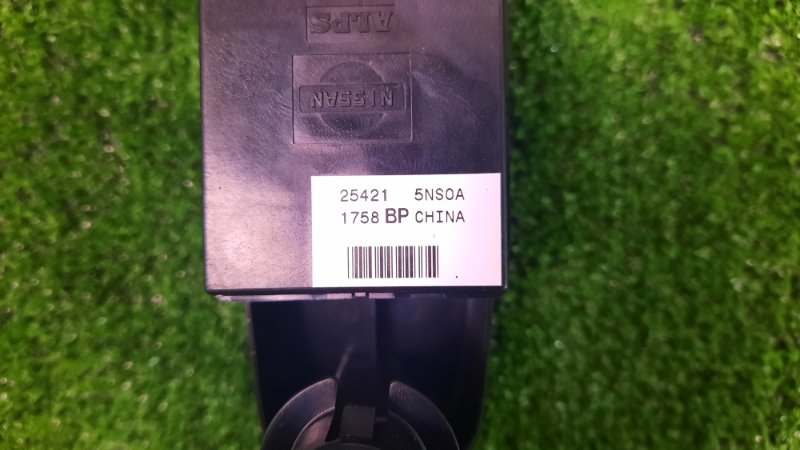 ALPS
NISSAN
25421 5NS0A
1758 BP CHINA